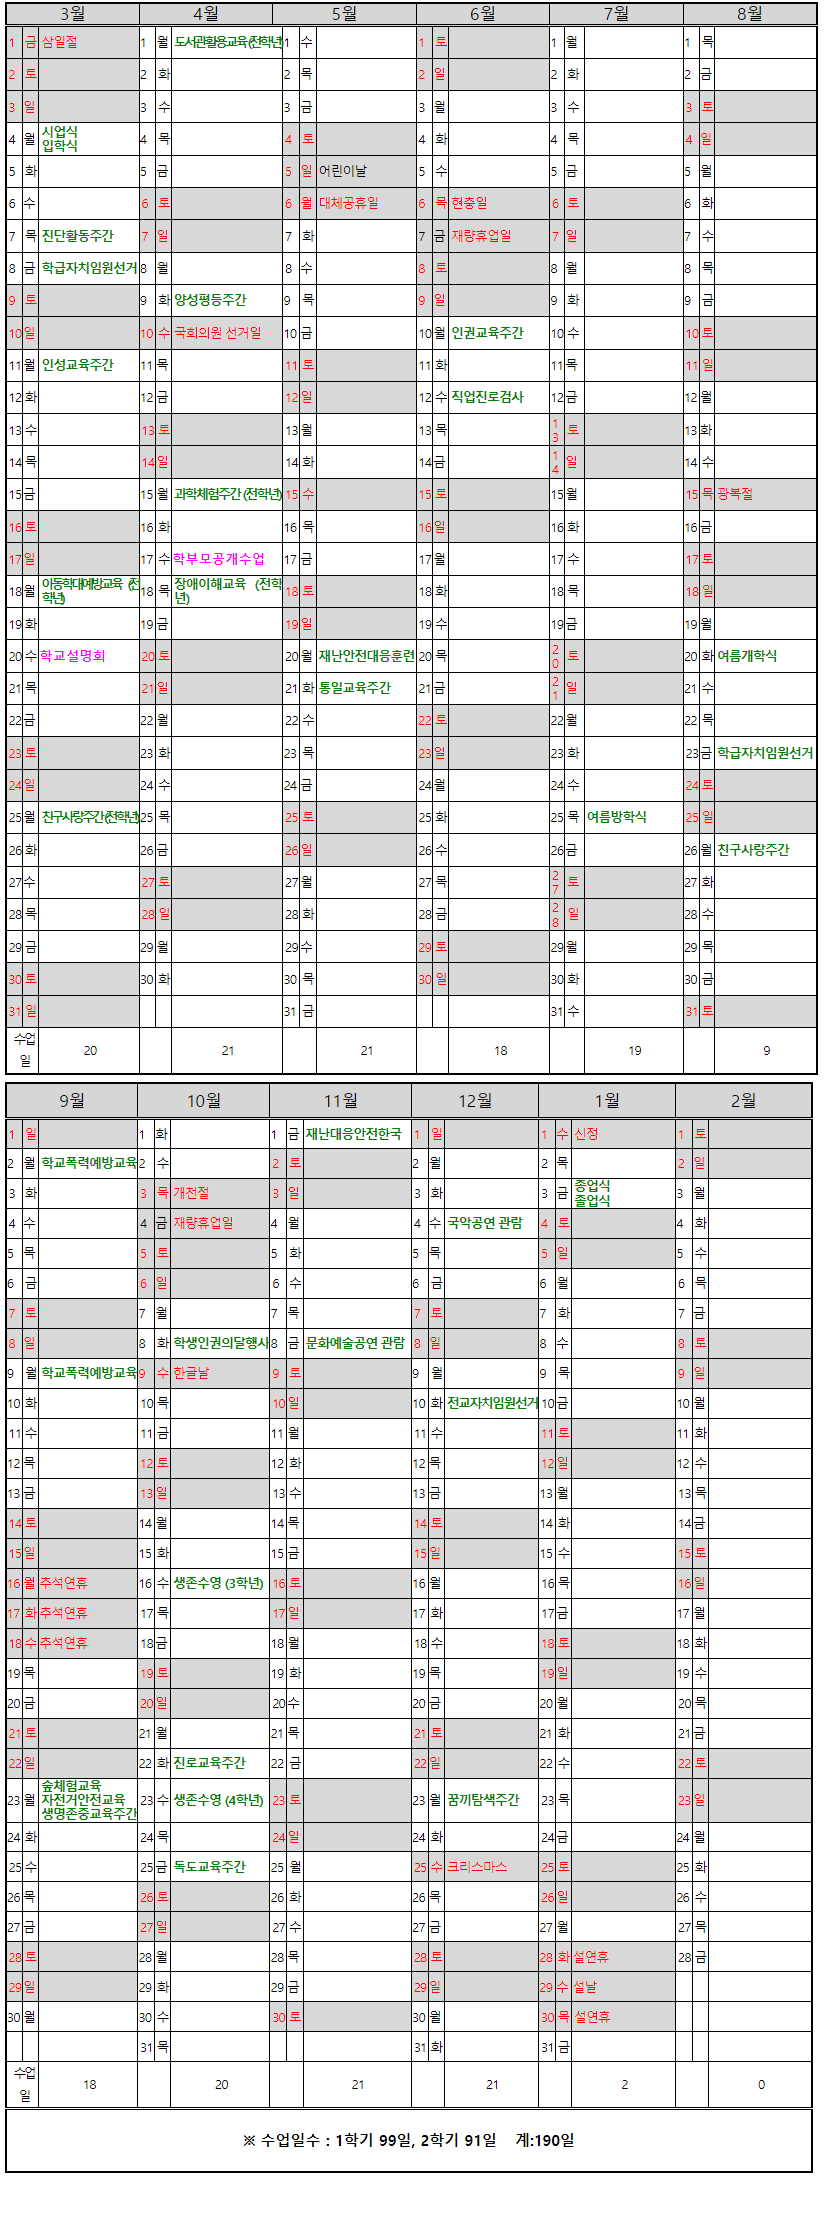 3월 4월 5월 6월 7월 8월
1 금 삼일절 1 월 도서관활용교육(전학년) 1 수 1 토 1 월 1 목
2 토 2 화 2 목 2 일 2 화 2 금
3 일 3 수 3 금 3 월 3 수 3 토
4 월 시업식 입학식 4 목 4 토 4 화 4 목 4 일
5 화 5 금 5 일 어린이날 5 수 5 금 5 월
6 수 6 토 6 월 대체공휴일 6 목 현충일 6 토 6 화
7 목 진단활동주간 7 일 7 화 7 금 재량휴업일 7 일 7 수
8 금 학급자치임원선거 8 월 8 수 8 토 8 월 8 목
9 토 9 화 양성평등주간 9 목 9 일 9 화 9 금
10 일 10 수 국회의원 선거일 10 금 10 월 인권교육주간 10 수 10 토
11 월 인성교육주간 11 목 11 토 11 화 11 목 11 일
12 화 12 금 12 일 12 수 직업진로검사 12 금 12 월
13 수 13 토 13 월 13 목 13 토 13 화
14 목 14 일 14 화 14 금 14 일 14 수
15 금 15 월 과학체험주간(전학년) 15 수 15 토 15 월 15 목 광복절
16 토 16 화 16 목 16 일 16 화 16 금
17 일 17 수 학부모공개수업 17 금 17 월 17 수 17 토
18 월 아동학대예방교육 (전학년) 18 목 장애이해교육 (전학년) 18 토 18 화 18 목 18 일
19 화 19 금 19 일 19 수 19 금 19 월
20 수 학교설명회 20 토 20 월 재난안전대응훈련 20 목 20 토 20 화 여름개학식
21 목 21 일 21 화 통일교육주간 21 금 21 일 21 수
22 금 22 월 22 수 22 토 22 월 22 목
23 토 23 화 23 목 23 일 23 화 23 금 학급자치임원선거
24 일 24 수 24 금 24 월 24 수 24 토
25 월 친구사랑주간(전학년) 25 목 25 토 25 화 25 목 여름방학식 25 일
26 화 26 금 26 일 26 수 26 금 26 월 친구사랑주간
27 수 27 토 27 월 27 목 27 토 27 화
28 목 28 일 28 화 28 금 28 일 28 수
29 금 29 월 29 수 29 토 29 월 29 목
30 토 30 화 30 목 30 일 30 화 30 금
31 일 31 금 31 수 31 토
수업일 20 21 21 18 19 9
9월 10월 11월 12월 1월 2월
1 일 1 화 1 금 재난대응안전한국 1 일 1 수 신정 1 토
2 월 학교폭력예방교육 2 수 2 토 2 월 2 목 2 일
3 화 3 목 개천절 3 일 3 화 3 금 종업식 졸업식 3 월
4 수 4 금 재량휴업일 4 월 4 수 국악공연 관람 4 토 4 화
5 목 5 토 5 화 5 목 5 일 5 수
6 금 6 일 6 수 6 금 6 월 6 목
7 토 7 월 7 목 7 토 7 화 7 금
8 일 8 화 학생인권의달행사 8 금 문화예술공연 관람 8 일 8 수 8 토
9 월 학교폭력예방교육 9 수 한글날 9 토 9 월 9 목 9 일
10 화 10 목 10 일 10 화 전교자치임원선거 10 금 10 월
11 수 11 금 11 월 11 수 11 토 11 화
12 목 12 토 12 화 12 목 12 일 12 수
13 금 13 일 13 수 13 금 13 월 13 목
14 토 14 월 14 목 14 토 14 화 14 금
15 일 15 화 15 금 15 일 15 수 15 토
16 월 추석연휴 16 수 생존수영 (3학년) 16 토 16 월 16 목 16 일
17 화 추석연휴 17 목 17 일 17 화 17 금 17 월
18 수 추석연휴 18 금 18 월 18 수 18 토 18 화
19 목 19 토 19 화 19 목 19 일 19 수
20 금 20 일 20 수 20 금 20 월 20 목
21 토 21 월 21 목 21 토 21 화 21 금
22 일 22 화 진로교육주간 22 금 22 일 22 수 22 토
23 월 숲체험교육 자전거안전교육 생명존중교육주간 23 수 생존수영 (4학년) 23 토 23 월 꿈끼탐색주간 23 목 23 일
24 화 24 목 24 일 24 화 24 금 24 월
25 수 25 금 독도교육주간 25 월 25 수 크리스마스 25 토 25 화
26 목 26 토 26 화 26 목 26 일 26 수
27 금 27 일 27 수 27 금 27 월 27 목
28 토 28 월 28 목 28 토 28 화 설연휴 28 금
29 일 29 화 29 금 29 일 29 수 설날
30 월 30 수 30 토 30 월 30 목 설연휴
31 목 31 화 31 금
수업일 18 20 21 21 2 0
※ 수업일수 : 1학기 99일, 2학기 91일 계:190일